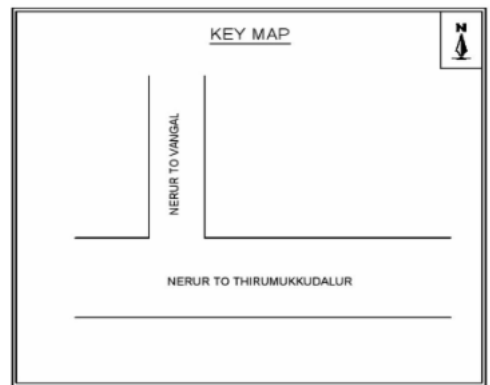 KEY MAP
N
NERUR TO VANGAL
NERUR TO THIRUMUKKUDALUR